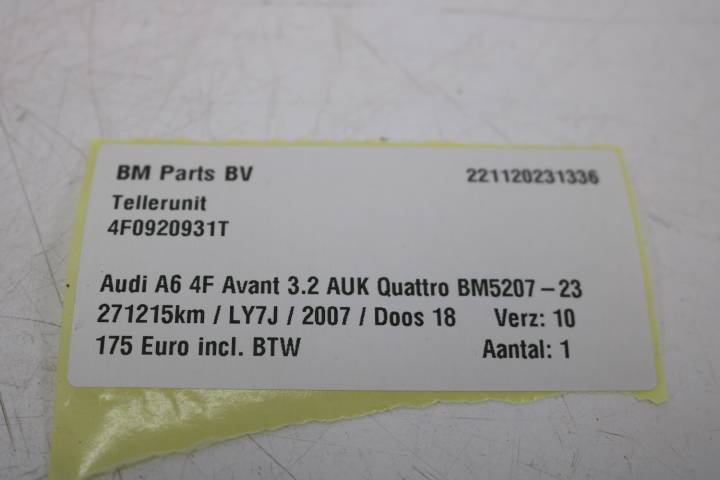 BM Parts BV 221120231336
Tellerunit
4F0920931T
Audi A6 4F Avant 3.2 AUK Quattro BM5207-23
271215km / LY7J / 2007 / Doos 18 Verz: 10
175 Euro incl. BTW Aantal: 1